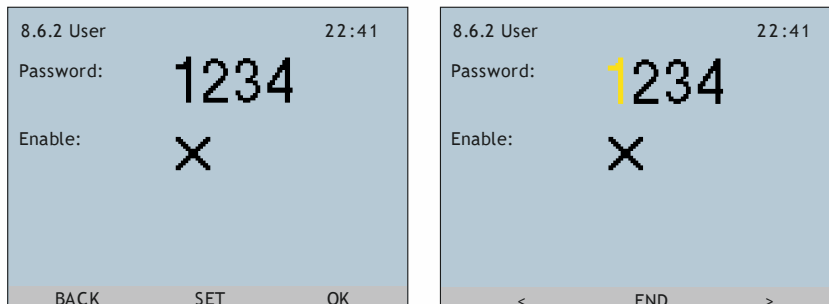 8.6.2 User 22:41
Password: 1234
Enable:
BACK SET OK
8.6.2 User 22:41
Password: 1234
Enable:
< END >